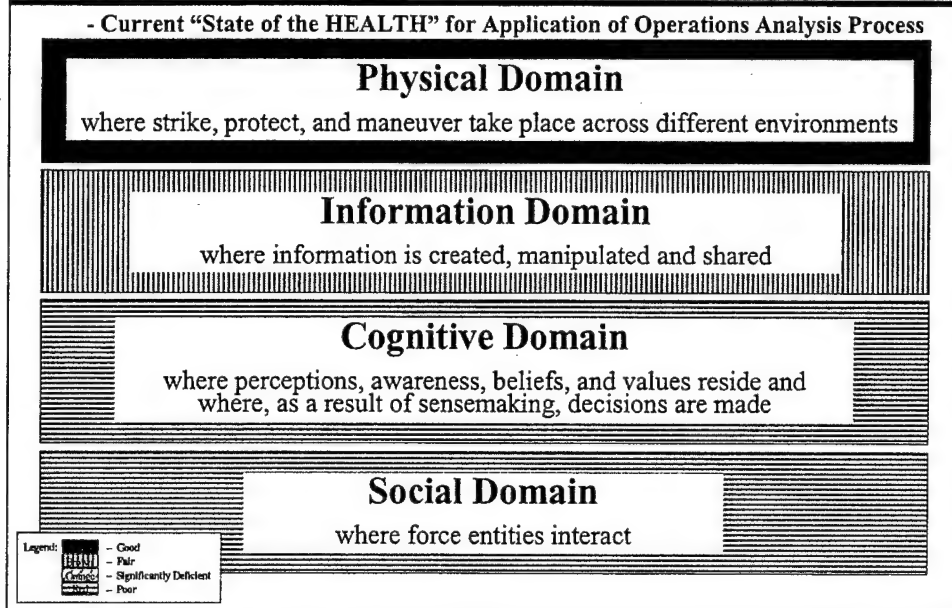 - Current “State of the HEALTH” for Application of Operations Analysis Process
Physical Domain
where strike, protect, and maneuver take place across different environments
Information Domain
where information is created, manipulated and shared
Cognitive Domain
where perceptions, awareness, beliefs, and values reside and
where, as a result of sensemaking, decisions are made
Social Domain
where force entities interact
Legend: – Good
– Fair
Orange – Significantly Deficient
Red – Poor